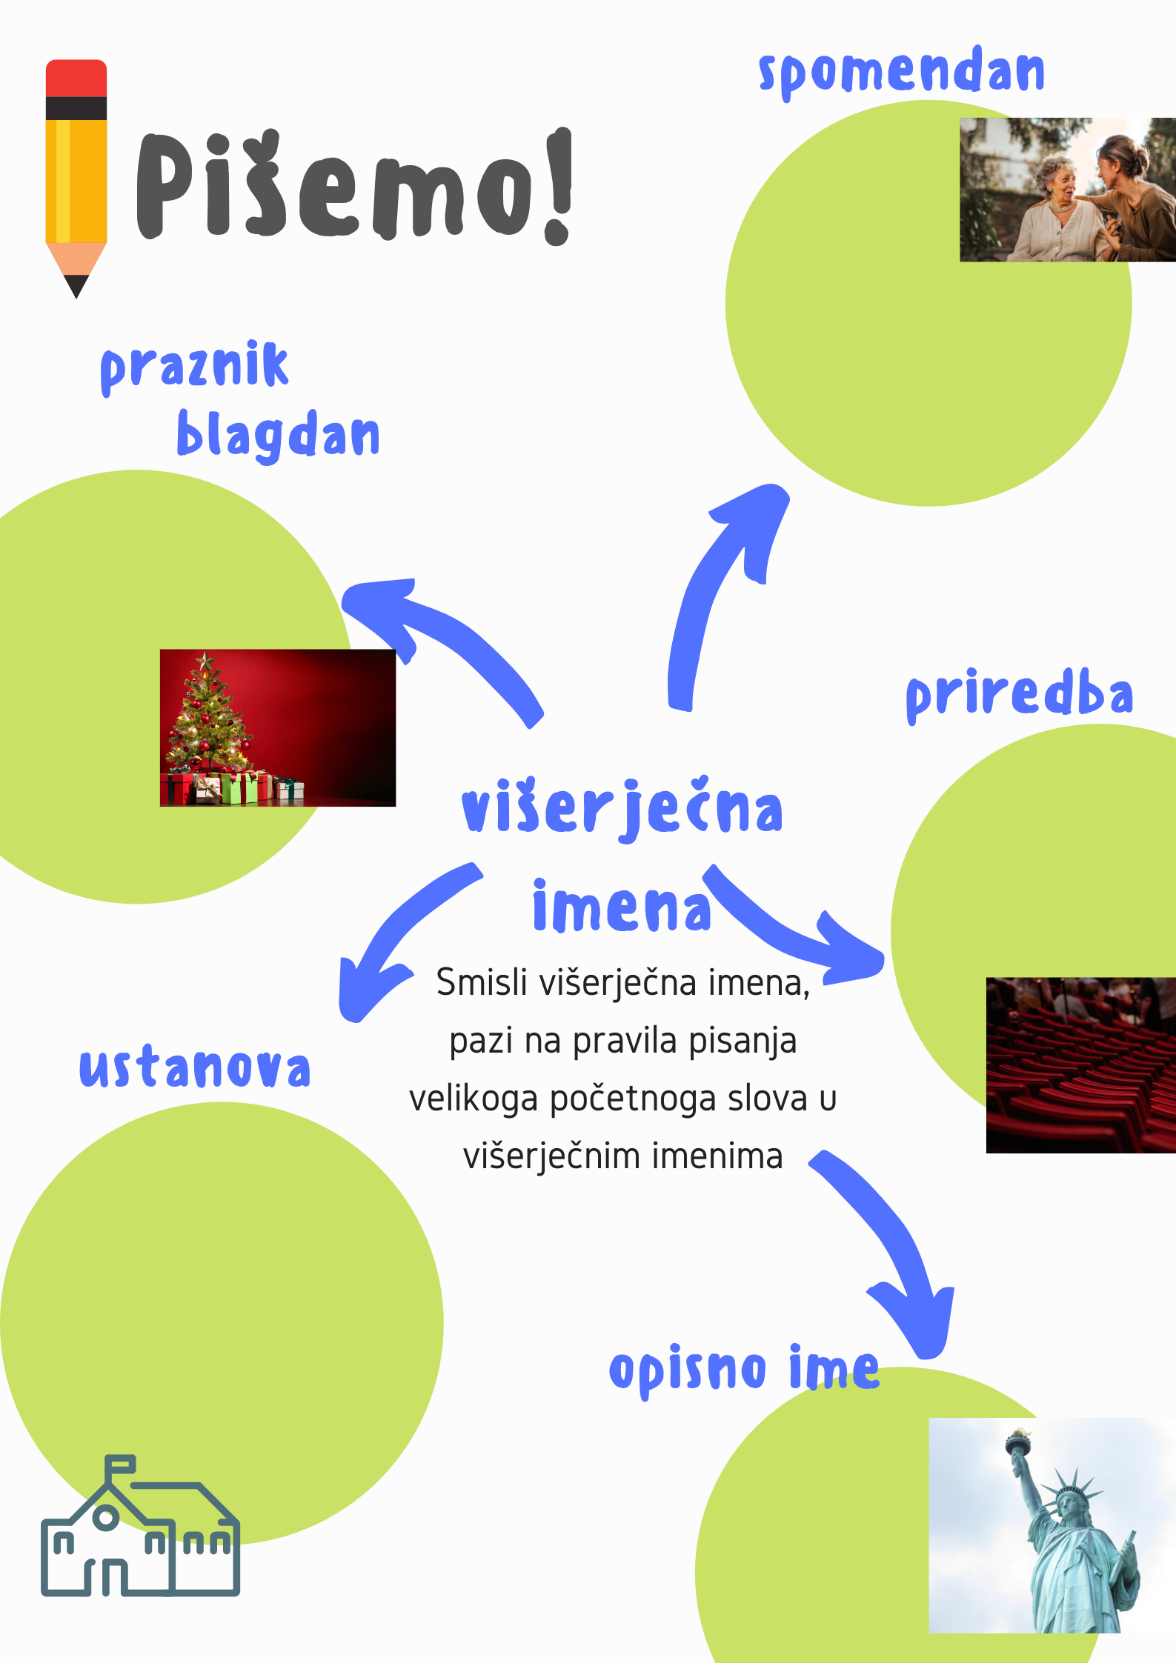 Pišemo!
spomendan
praznik
blagdan
priredba
višerječna
imena
Smisli višerječna imena,
pazi na pravila pisanja
velikoga početnoga slova u
višerječnim imenima
ustanova
opisno ime